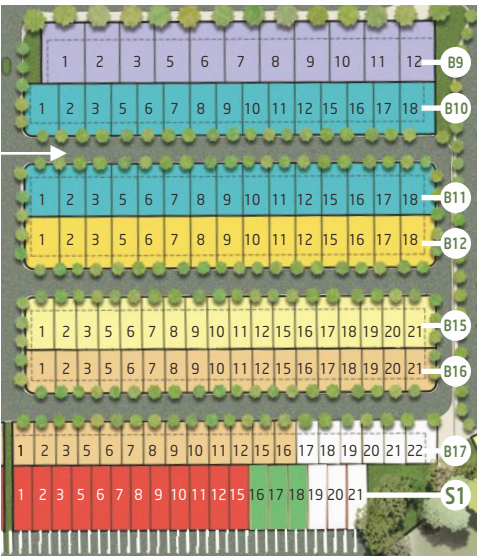 1 2 3 5 6 7 8 9 10 11 12 B9
1 2 3 5 6 7 8 9 10 11 12 15 16 17 18 B10
1 2 3 5 6 7 8 9 10 11 12 15 16 17 18 B11
1 2 3 5 6 7 8 9 10 11 12 15 16 17 18 B12
1 2 3 5 6 7 8 9 10 11 12 15 16 17 18 19 20 21 B15
1 2 3 5 6 7 8 9 10 11 12 15 16 17 18 19 20 21 B16
1 2 3 5 6 7 8 9 10 11 12 15 16 17 18 19 20 21 22 B17
1 2 3 5 6 7 8 9 10 11 12 15 16 17 18 19 20 21 S1